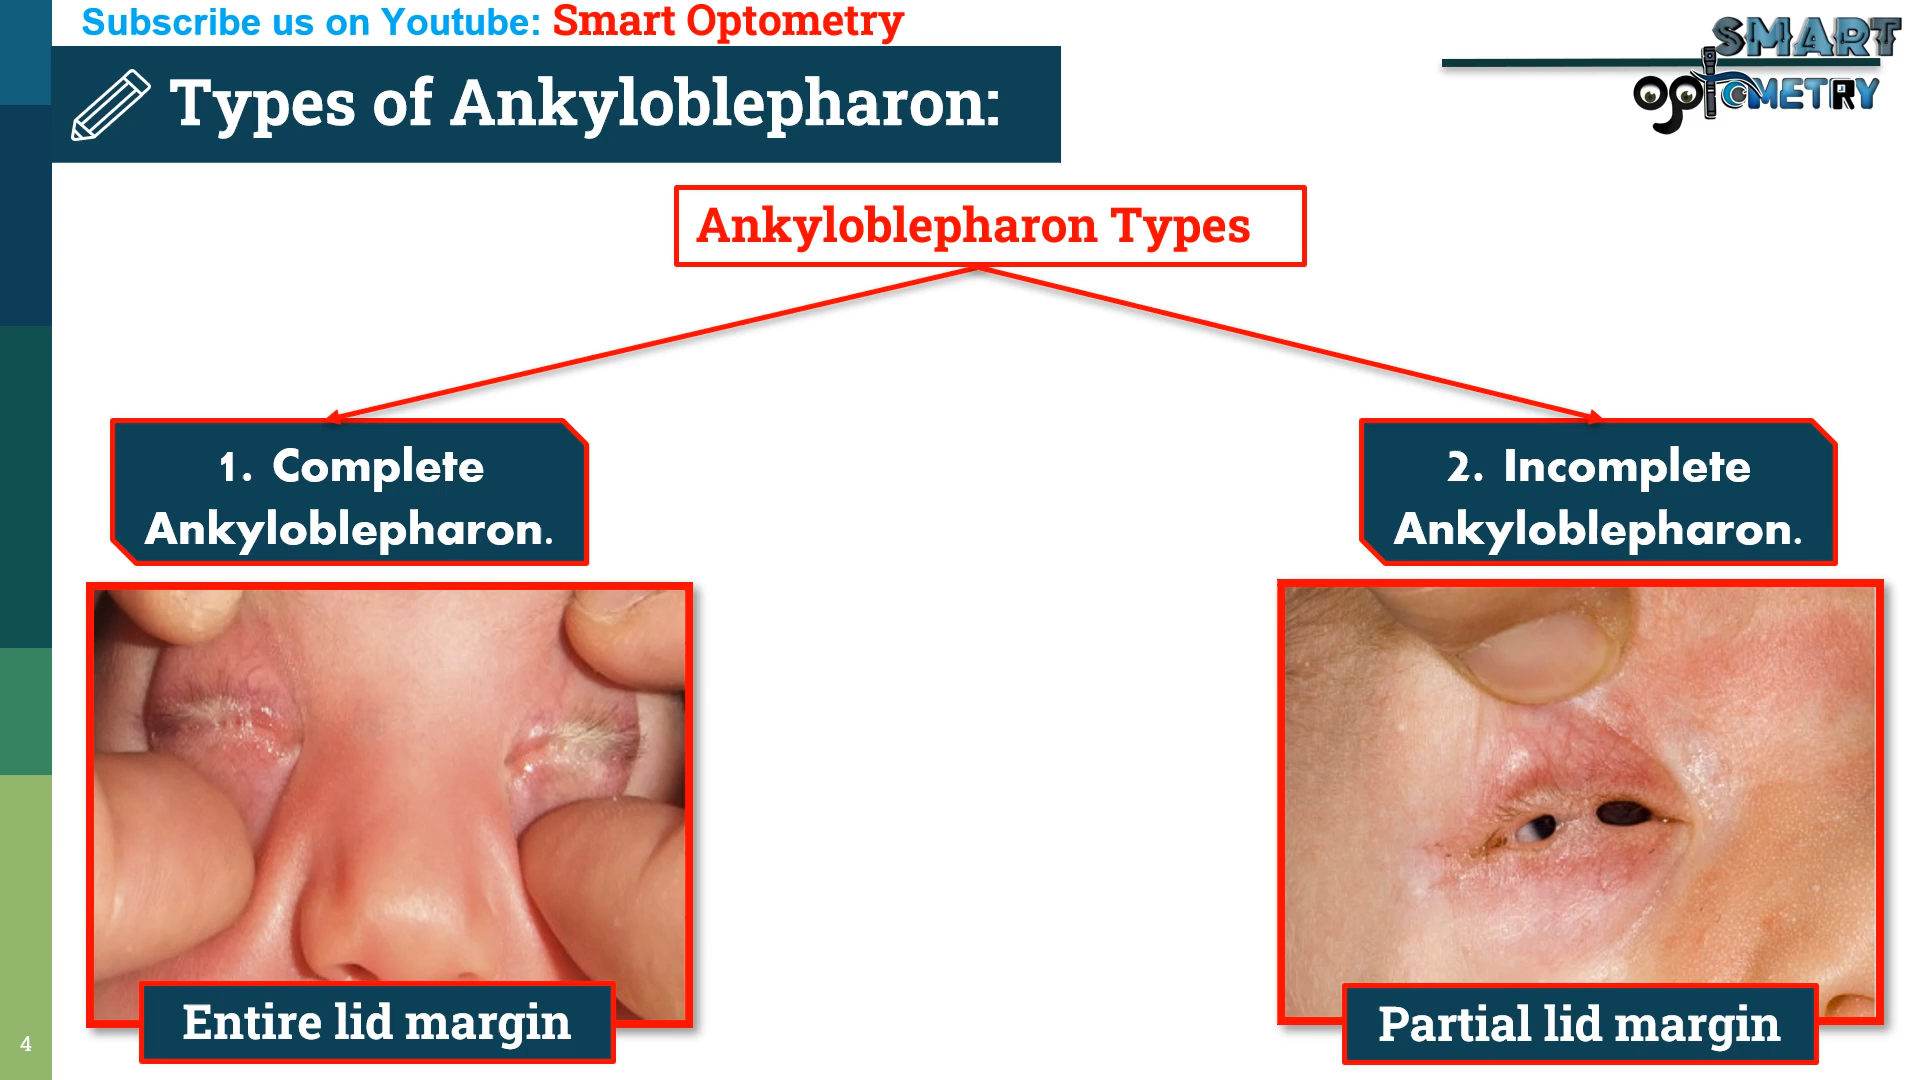 Subscribe us on Youtube: Smart Optometry
SMART
optOMETRY
Types of Ankyloblepharon:
Ankyloblepharon Types
1. Complete
Ankyloblepharon.
2. Incomplete
Ankyloblepharon.
Entire lid margin
Partial lid margin
4